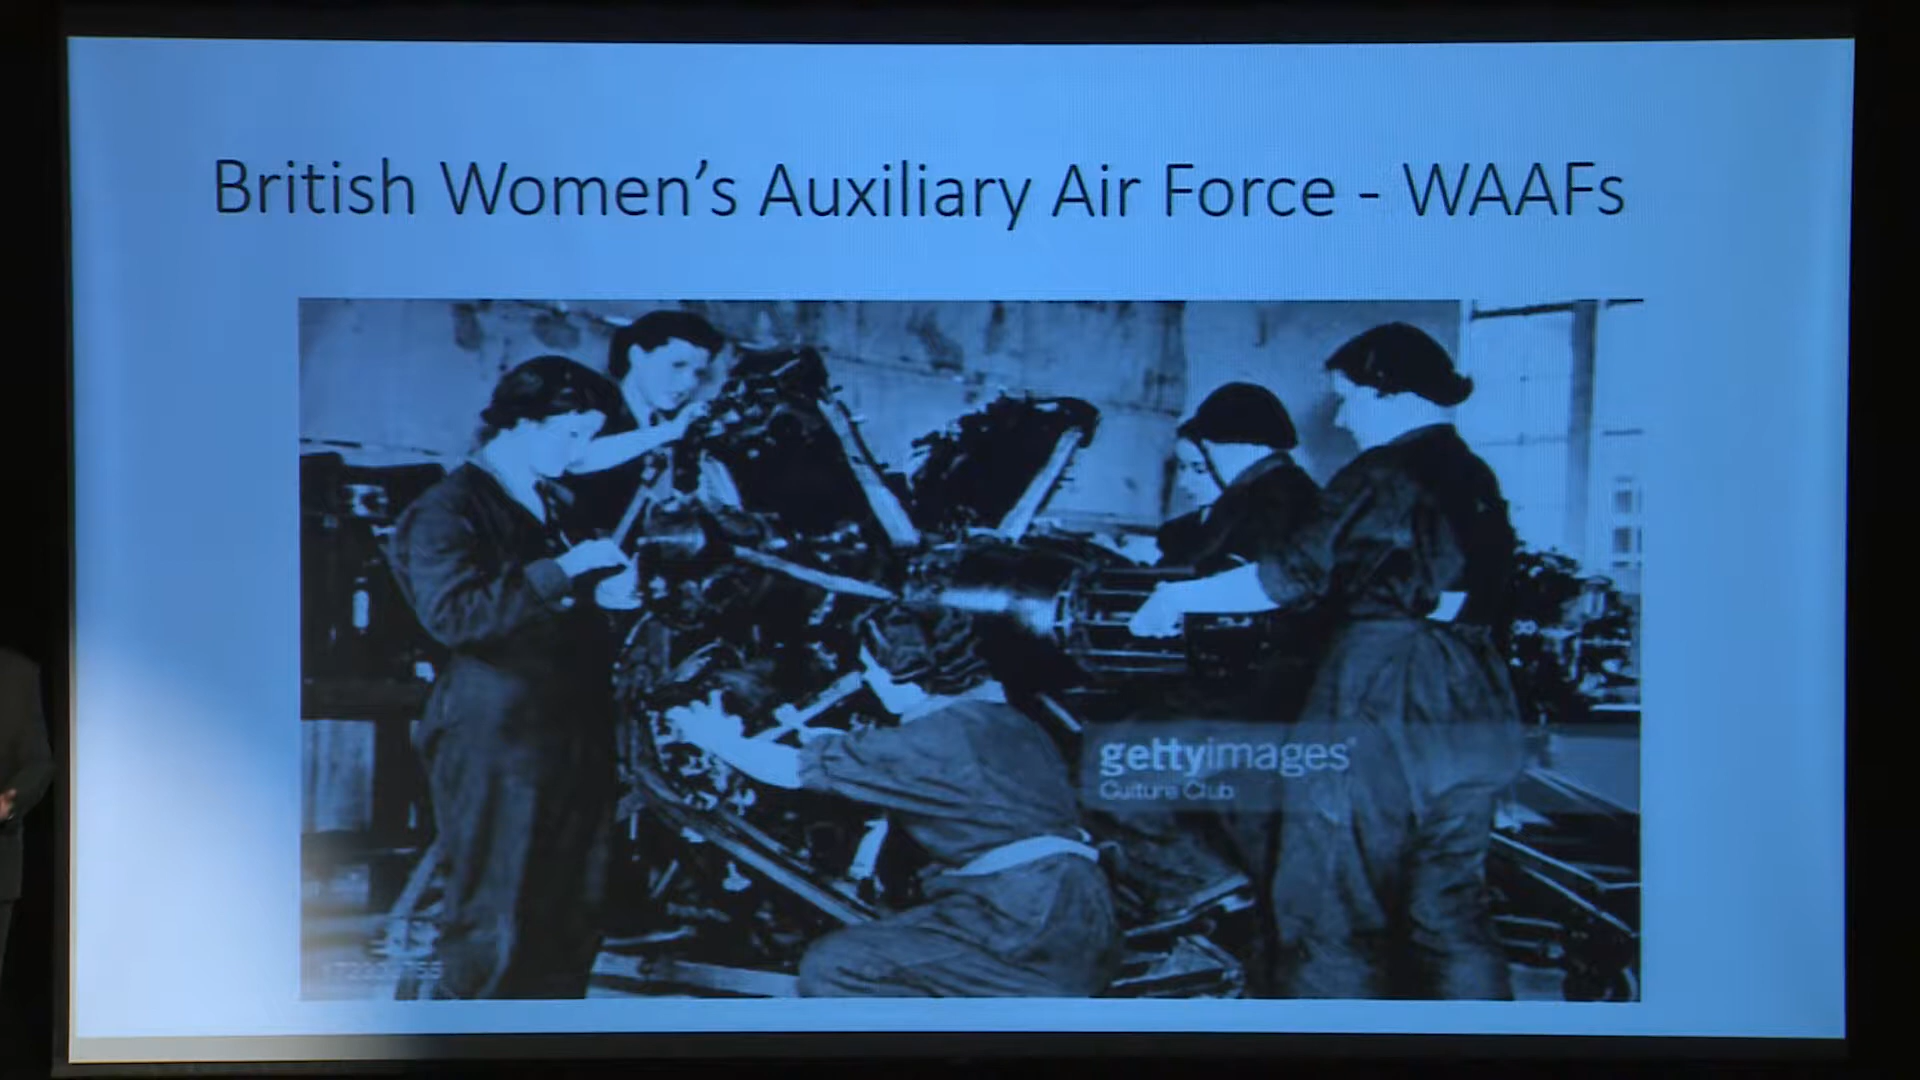 British Women's Auxiliary Air Force - WAAFs
gettyimages
Culture Club